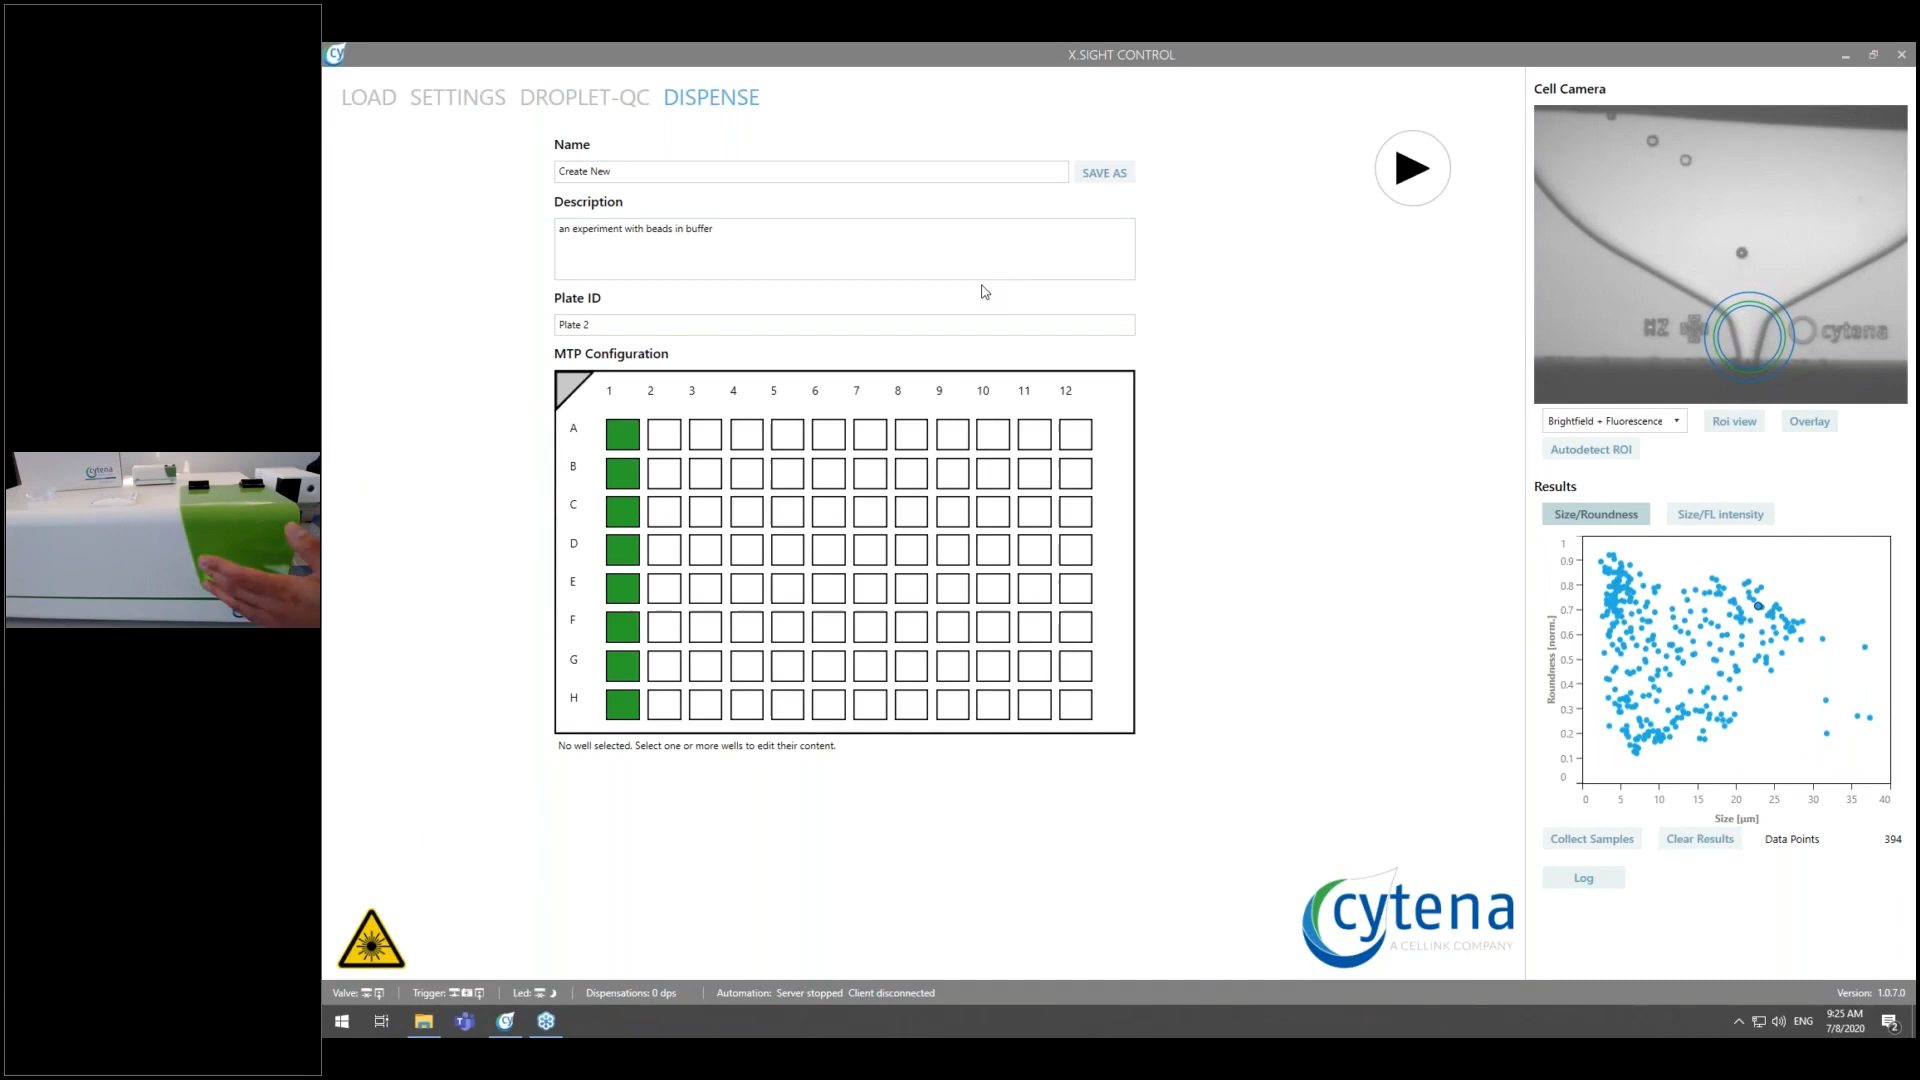 X.SIGHT CONTROL
LOAD SETTINGS DROPLET-QC DISPENSE
Name
Create New
SAVE AS
Description
an experiment with beads in buffer
Plate ID
Plate 2
MTP Configuration
1 2 3 4 5 6 7 8 9 10 11 12
A
B
C
D
E
F
G
H
No well selected. Select one or more wells to edit their content.
cytena
A CELLINK COMPANY
Cell Camera
NZ cytena
Brightfield + Fluorescence
Roi view
Overlay
Autodetect ROI
Results
Size/Roundness
Size/FL intensity
Roundness [norm.]
1
0.9
0.8
0.7
0.6
0.5
0.4
0.3
0.2
0.1
0
0 5 10 15 20 25 30 35 40
Size [µm]
Collect Samples
Clear Results
Data Points 394
Log
Valve: Trigger: Led: Dispensations: 0 dps Automation: Server stopped Client disconnected
Version: 1.0.7.0
ENG
9:25 AM
7/8/2020
2
cytena